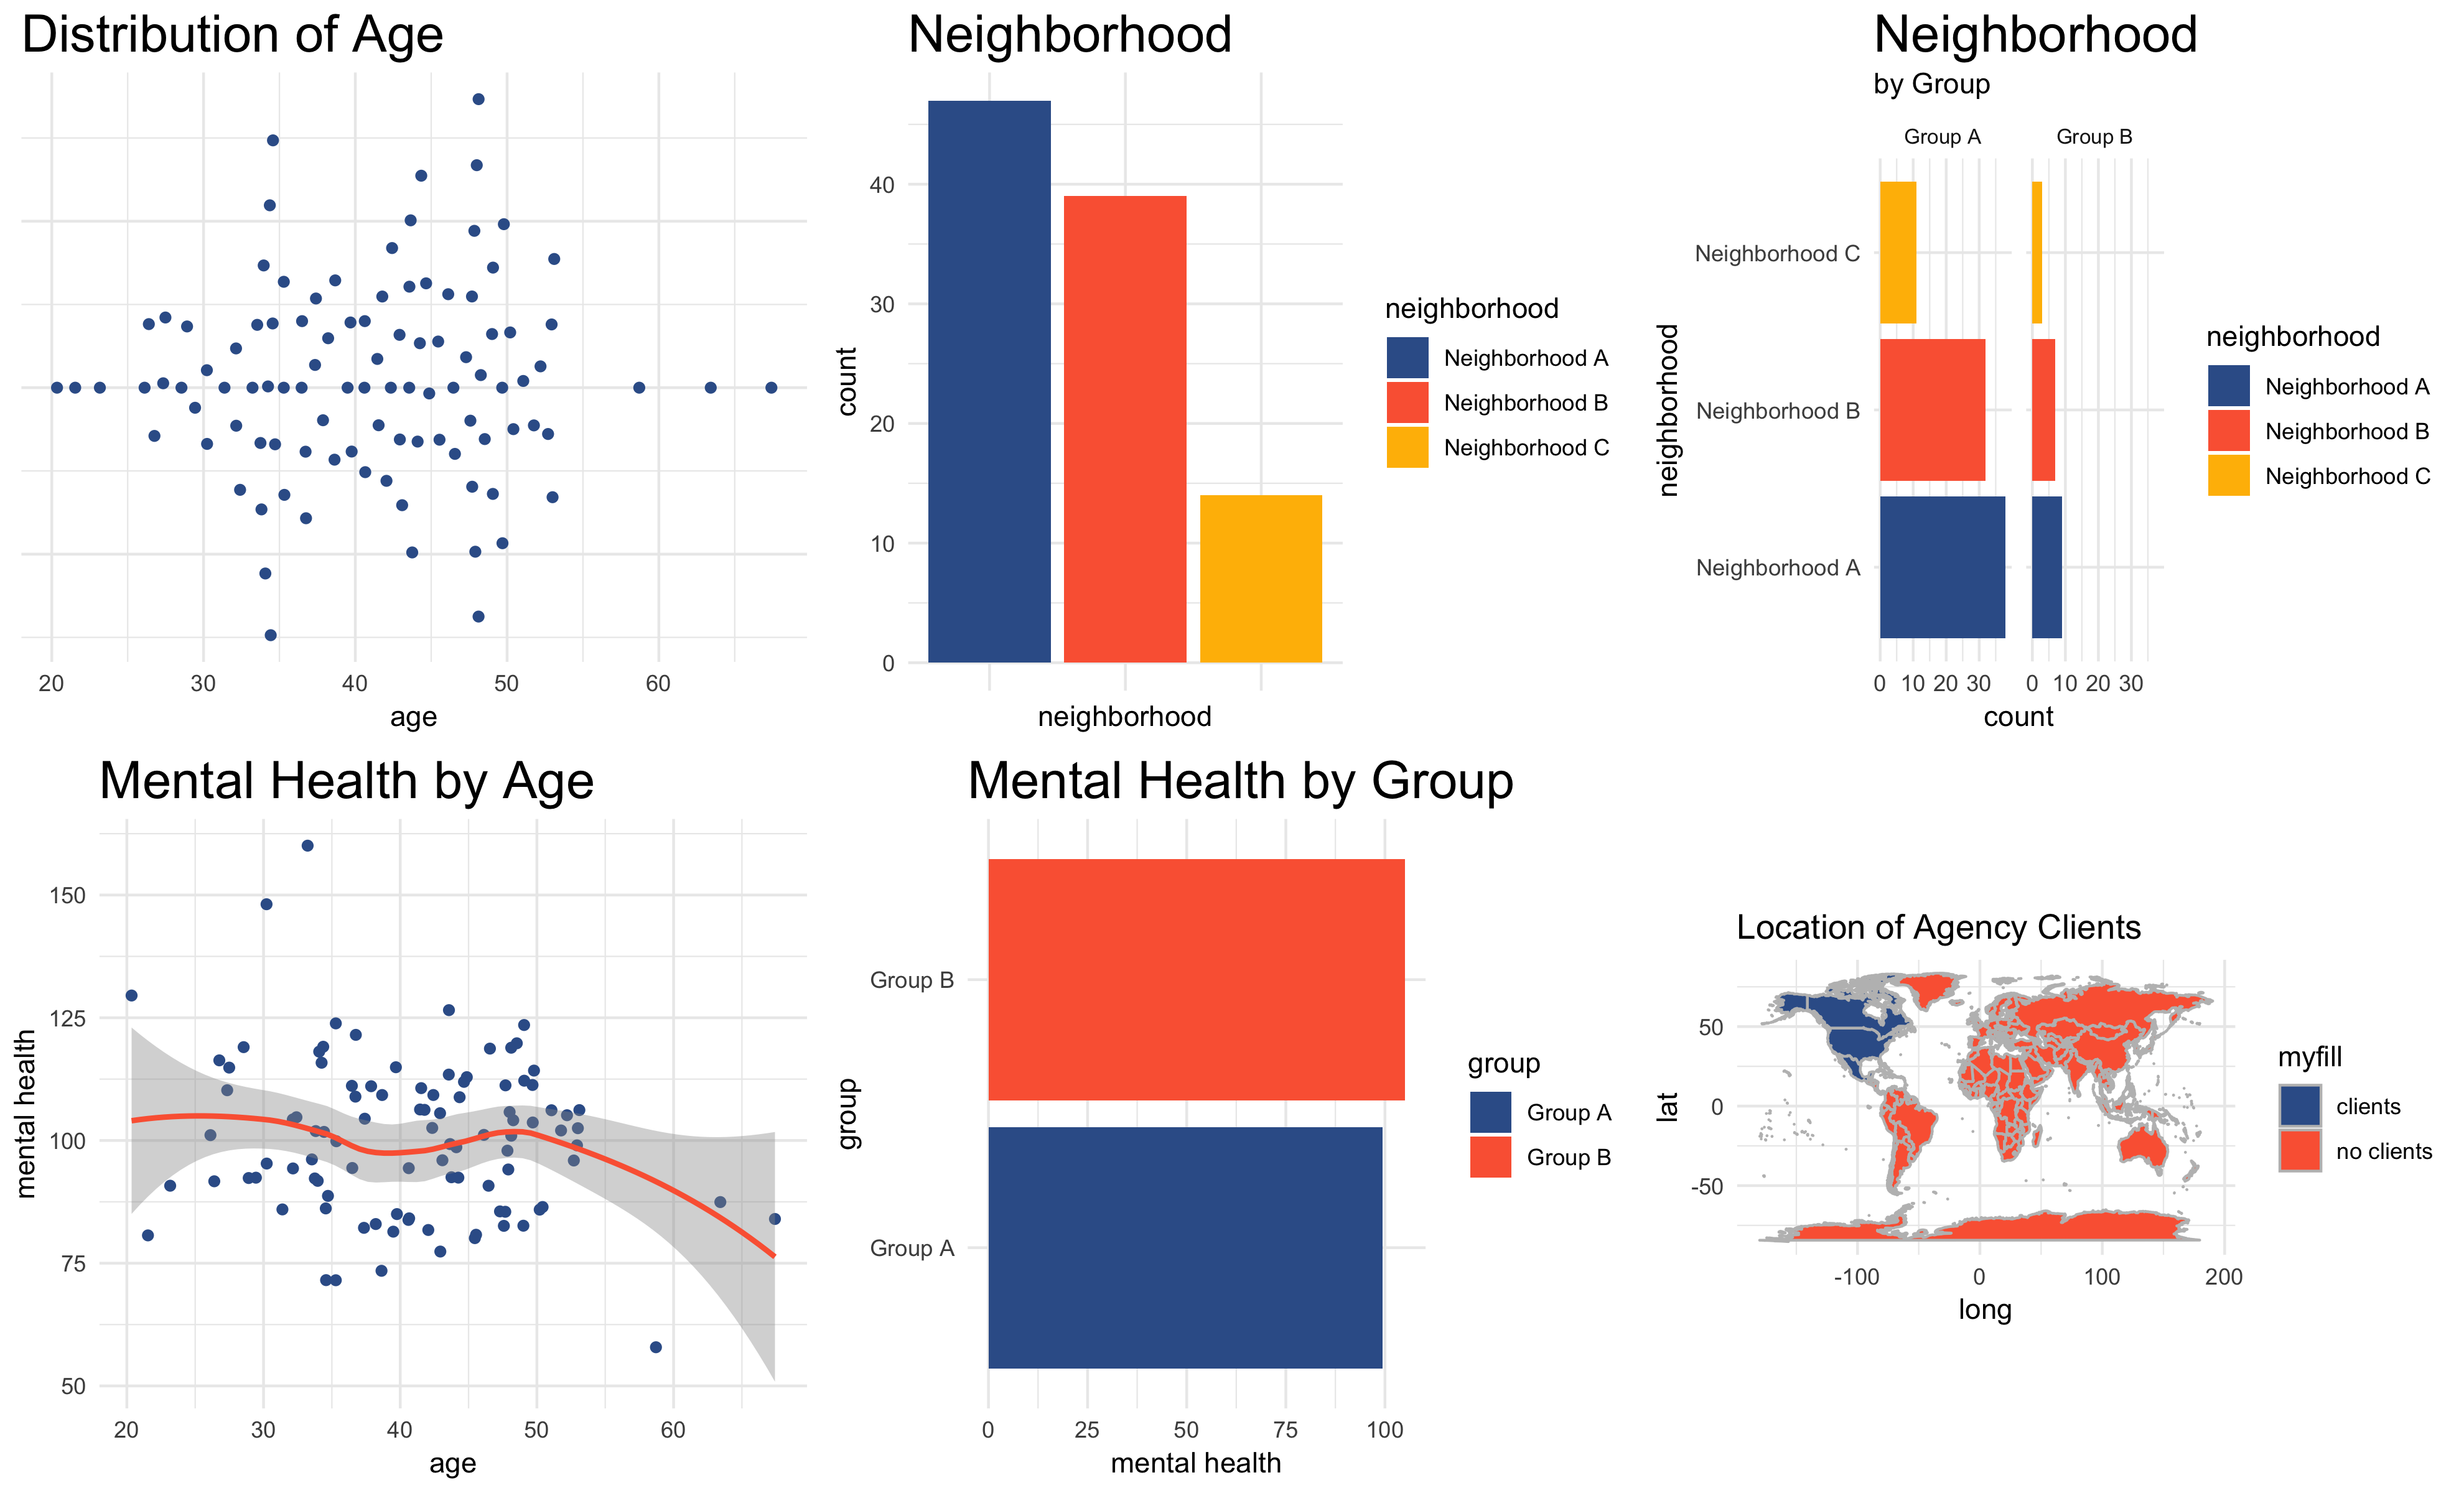 Distribution of Age
20 30 40 50 60
age
Neighborhood
count
40
30
20
10
0
neighborhood
neighborhood
Neighborhood A
Neighborhood B
Neighborhood C
Neighborhood
by Group
Group A Group B
neighborhood
Neighborhood C
Neighborhood B
Neighborhood A
0 10 20 30 0 10 20 30
count
neighborhood
Neighborhood A
Neighborhood B
Neighborhood C
Mental Health by Age
mental health
150
125
100
75
50
20 30 40 50 60
age
Mental Health by Group
group
Group B
Group A
0 25 50 75 100
mental health
group
Group A
Group B
Location of Agency Clients
lat
50
0
-50
-100 0 100 200
long
myfill
clients
no clients